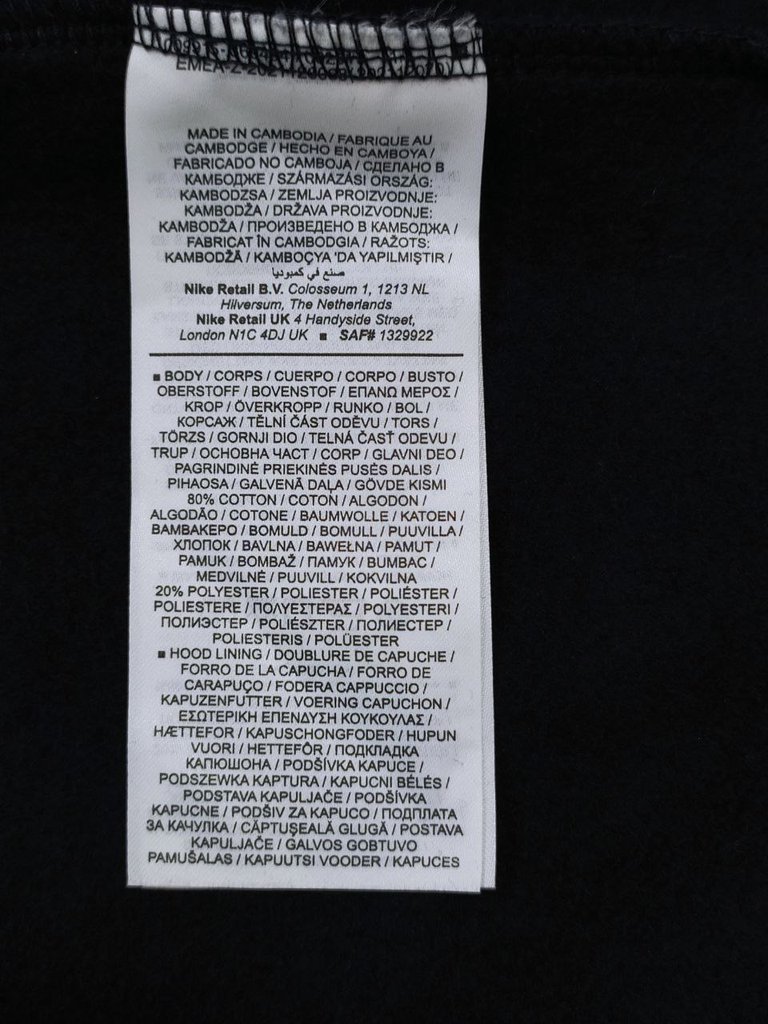 MADE IN CAMBODIA / FABRIQUE AU
CAMBODGE / HECHO EN CAMBOYA /
FABRICADO NO CAMBOJA / СДЕЛАНО В
КАМБОДЖЕ / SZÁRMAZÁSI ORSZÁG:
KAMBODZSA / ZEMLJA PROIZVODNJE:
KAMBODŽA / DRŽAVA PROIZVODNJE:
KAMBODŽA / ПРОИЗВЕДЕНО В КАМБОДЖА /
FABRICAT ÎN CAMBODGIA / RAŽOTS:
KAMBODŽĀ / KAMBOÇYA 'DA YAPILMIŞTIR /
صنع في كمبوديا
Nike Retail B.V. Colosseum 1, 1213 NL
Hilversum, The Netherlands
Nike Retail UK 4 Handyside Street,
London N1C 4DJ UK ■ SAF# 1329922
■ BODY / CORPS / CUERPO / CORPO / BUSTO /
OBERSTOFF / BOVENSTOF / ΕΠΑΝΩ ΜΕΡΟΣ /
KROP / ÖVERKROPP / RUNKO / BOL /
КОРСАЖ / TĚLNÍ ČÁST ODĚVU / TORS /
TÖRZS / GORNJI DIO / TELNÁ ČASŤ ODEVU /
TRUP / ОСНОВНА ЧАСТ / CORP / GLAVNI DEO /
PAGRINDINĖ PRIEKINĖS PUSĖS DALIS /
PIHAOSA / GALVENĀ DAĻA / GÖVDE KISMI
80% COTTON / COTON / ALGODON /
ALGODÃO / COTONE / BAUMWOLLE / KATOEN /
ΒΑΜΒΑΚΕΡΟ / BOMULD / BOMULL / PUUVILLA /
ХЛОПОК / BAVLNA / BAWEŁNA / PAMUT /
PAMUK / BOMBAŽ / ПАМУК / BUMBAC /
MEDVILNĖ / PUUVILL / KOKVILNA
20% POLYESTER / POLIESTER / POLIÉSTER /
POLIESTERE / ΠΟΛΥΕΣΤΕΡΑΣ / POLYESTERI /
ПОЛИЭСТЕР / POLIÉSZTER / ПОЛИЕСТЕР /
POLIESTERIS / POLÜESTER
■ HOOD LINING / DOUBLURE DE CAPUCHE /
FORRO DE LA CAPUCHA / FORRO DE
CARAPUÇO / FODERA CAPPUCCIO /
KAPUZENFUTTER / VOERING CAPUCHON /
ΕΣΩΤΕΡΙΚΗ ΕΠΕΝΔΥΣΗ ΚΟΥΚΟΥΛΑΣ /
HÆTTEFOR / KAPUSCHONGFODER / HUPUN
VUORI / HETTEFÔR / ПОДКЛАДКА
КАПЮШОНА / PODŠÍVKA KAPUCE /
PODSZEWKA KAPTURA / KAPUCNI BÉLÉS /
PODSTAVA KAPULJAČE / PODŠÍVKA
KAPUCNE / PODŠIV ZA KAPUCO / ПОДПЛАТА
ЗА КАЧУЛКА / CĂPTUŞEALĂ GLUGĂ / POSTAVA
KAPULJAČE / GALVOS GOBTUVO
PAMUŠALAS / KAPUUTSI VOODER / KAPUCES